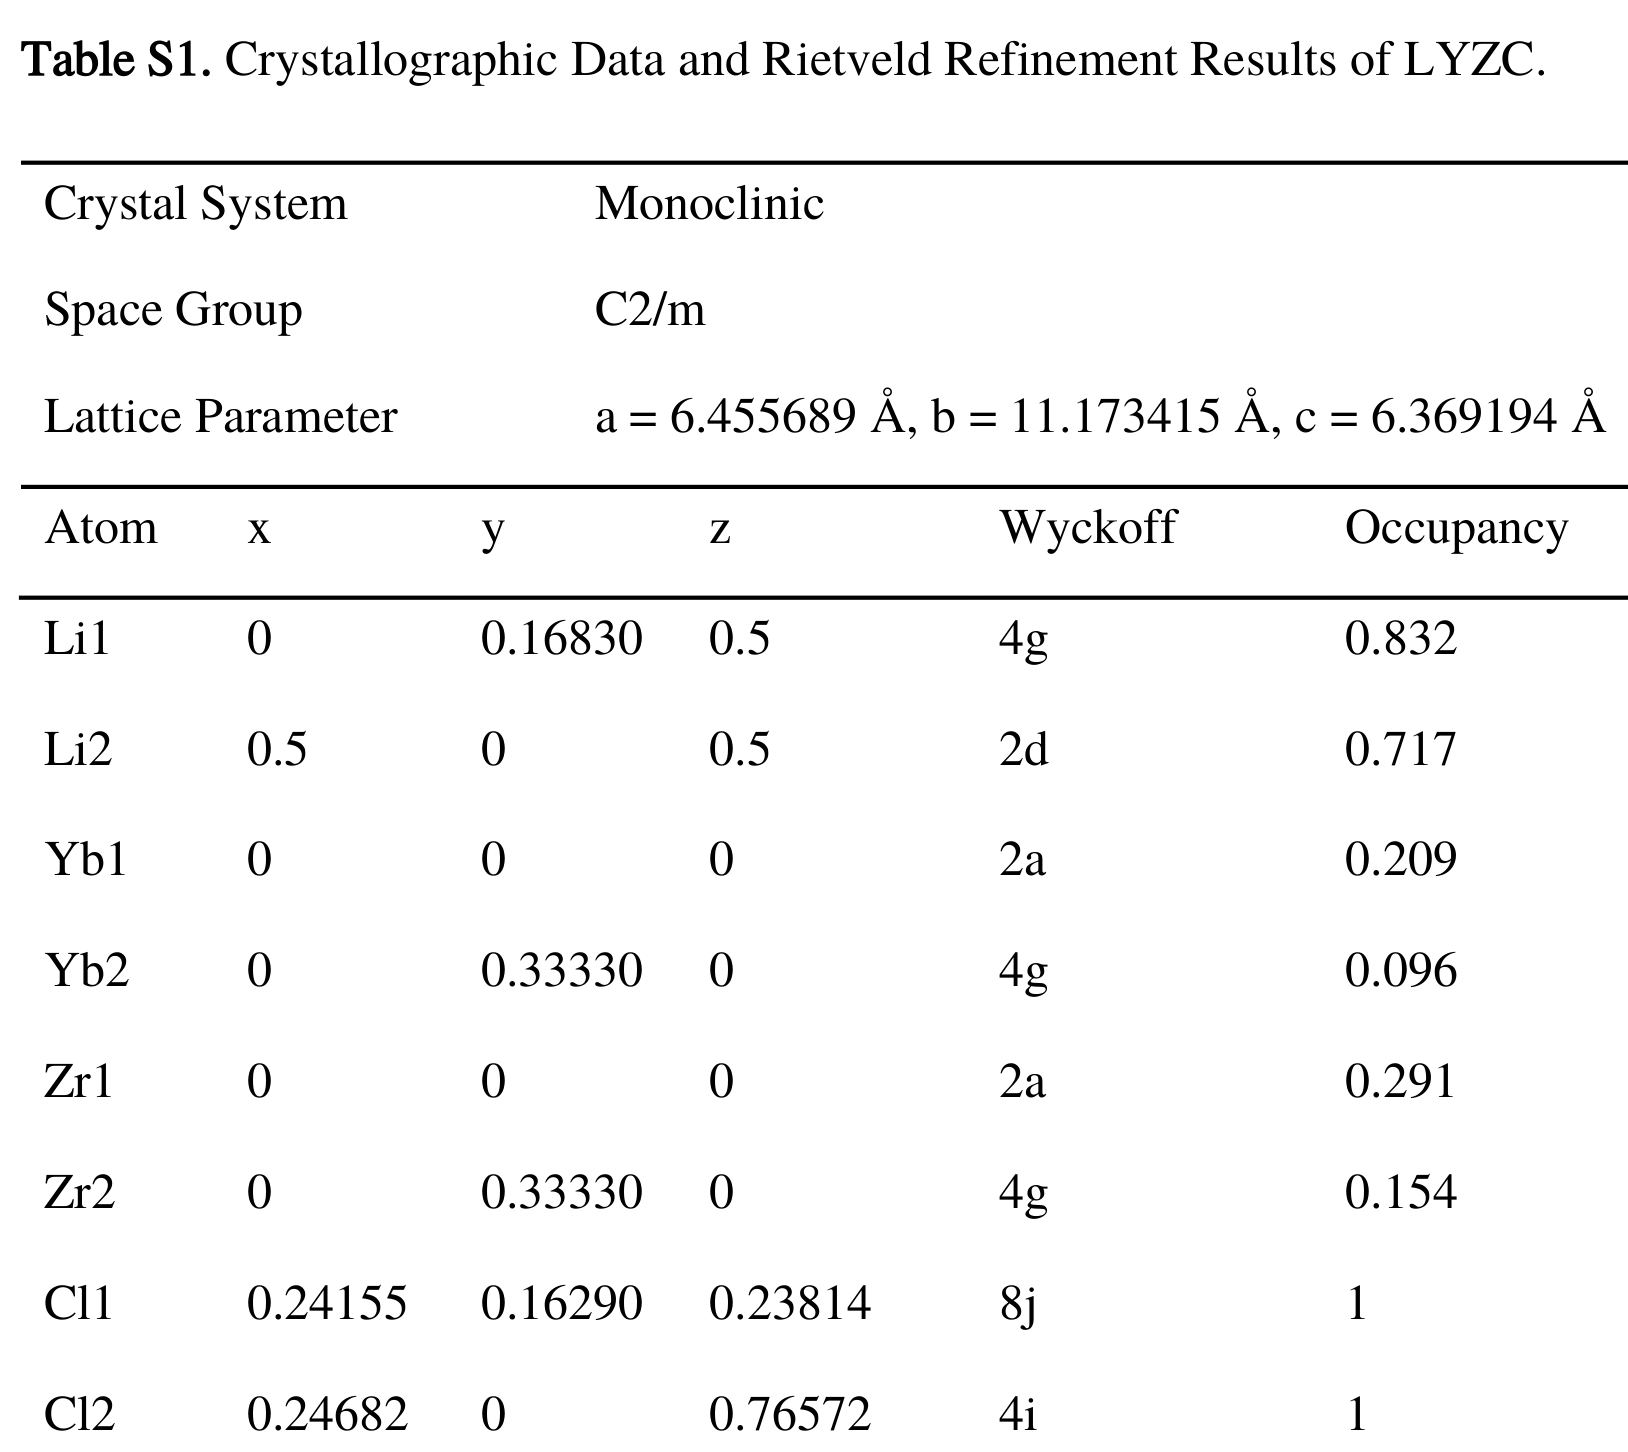 Table S1. Crystallographic Data and Rietveld Refinement Results of LYZC.
Crystal System Monoclinic
Space Group C2/m
Lattice Parameter a = 6.455689 Å, b = 11.173415 Å, c = 6.369194 Å
Atom x y z Wyckoff Occupancy
Li1 0 0.16830 0.5 4g 0.832
Li2 0.5 0 0.5 2d 0.717
Yb1 0 0 0 2a 0.209
Yb2 0 0.33330 0 4g 0.096
Zr1 0 0 0 2a 0.291
Zr2 0 0.33330 0 4g 0.154
Cl1 0.24155 0.16290 0.23814 8j 1
Cl2 0.24682 0 0.76572 4i 1